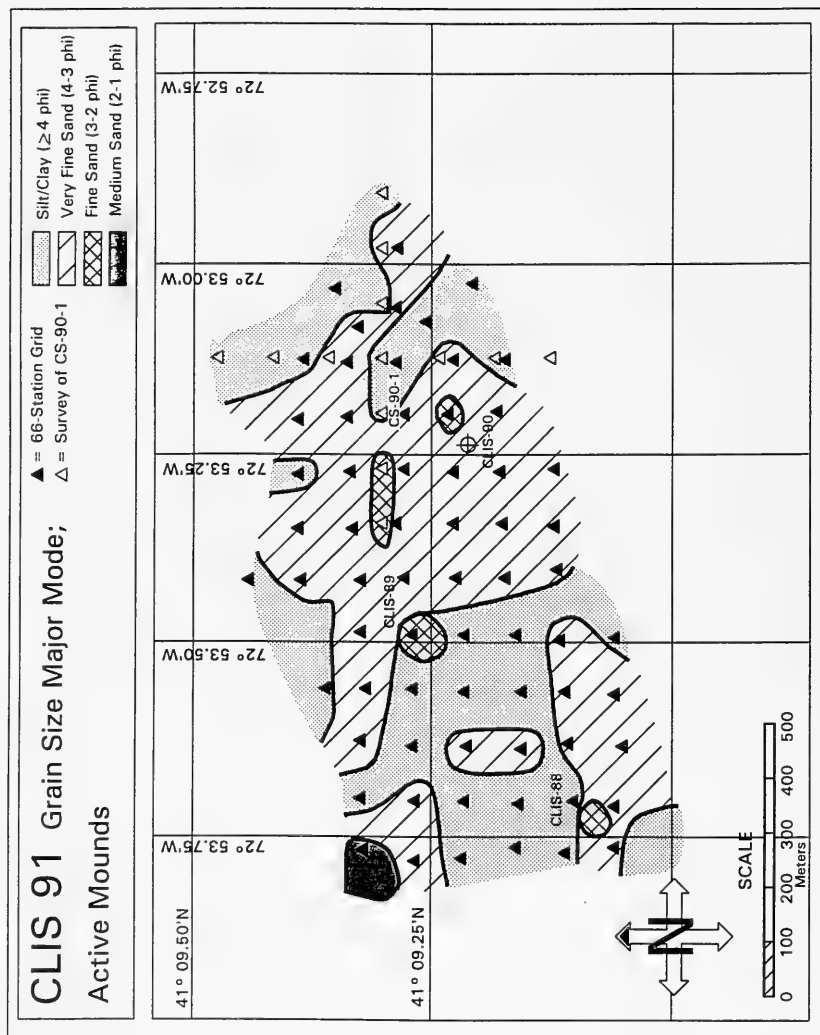 CLIS 91 Grain Size Major Mode;
Active Mounds
▲ = 66-Station Grid
△ = Survey of CS-90-1
Silt/Clay (≥4 phi)
Very Fine Sand (4-3 phi)
Fine Sand (3-2 phi)
Medium Sand (2-1 phi)
41° 09.50'N
41° 09.25'N
72° 53.75'W
72° 53.50'W
72° 53.25'W
72° 53.00'W
72° 52.75'W
CLIS-89
CS-90-1
CLIS-90
CLIS-88
N
SCALE
0 100 200 300 400 500
Meters